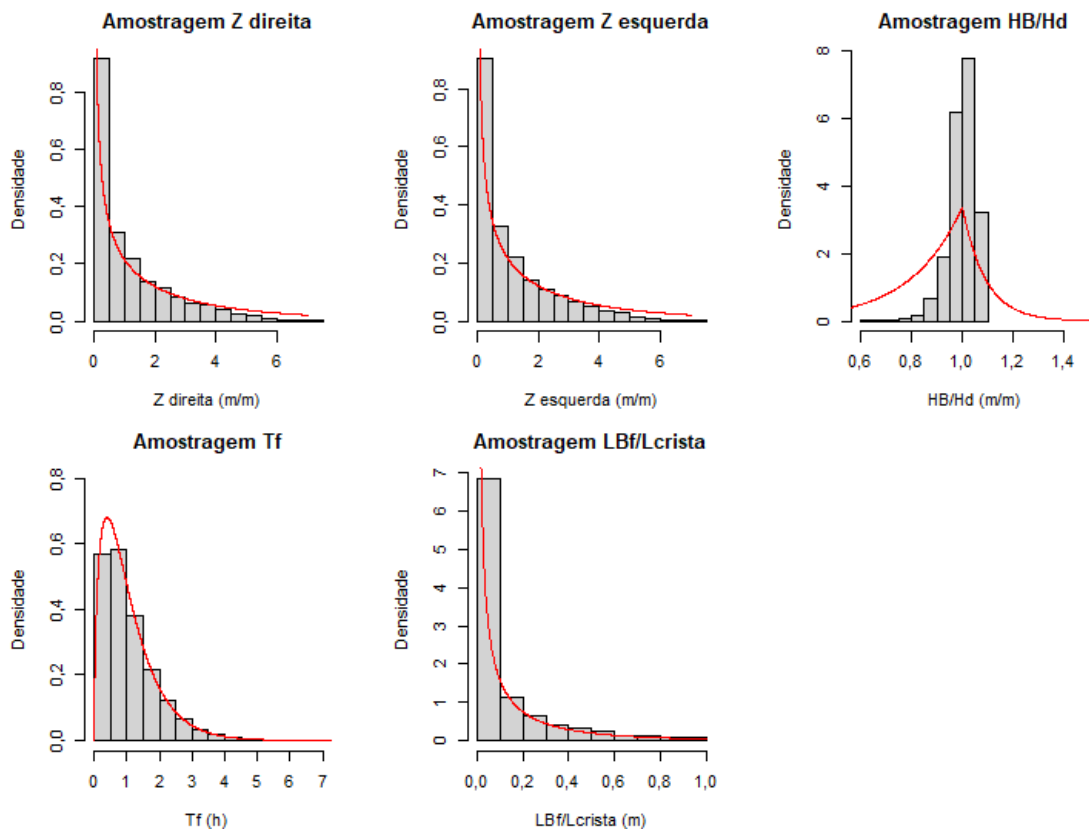 Amostragem Z direita
Densidade
0,0 0,2 0,4 0,6 0,8
0 2 4 6
Z direita (m/m)
Amostragem Z esquerda
Densidade
0,0 0,2 0,4 0,6 0,8
0 2 4 6
Z esquerda (m/m)
Amostragem HB/Hd
Densidade
0 2 4 6 8
0,6 0,8 1,0 1,2 1,4
HB/Hd (m/m)
Amostragem Tf
Densidade
0,0 0,2 0,4 0,6 0,8
0 1 2 3 4 5 6 7
Tf (h)
Amostragem LBf/Lcrista
Densidade
0 1 2 3 4 5 6 7
0,0 0,2 0,4 0,6 0,8 1,0
LBf/Lcrista (m)